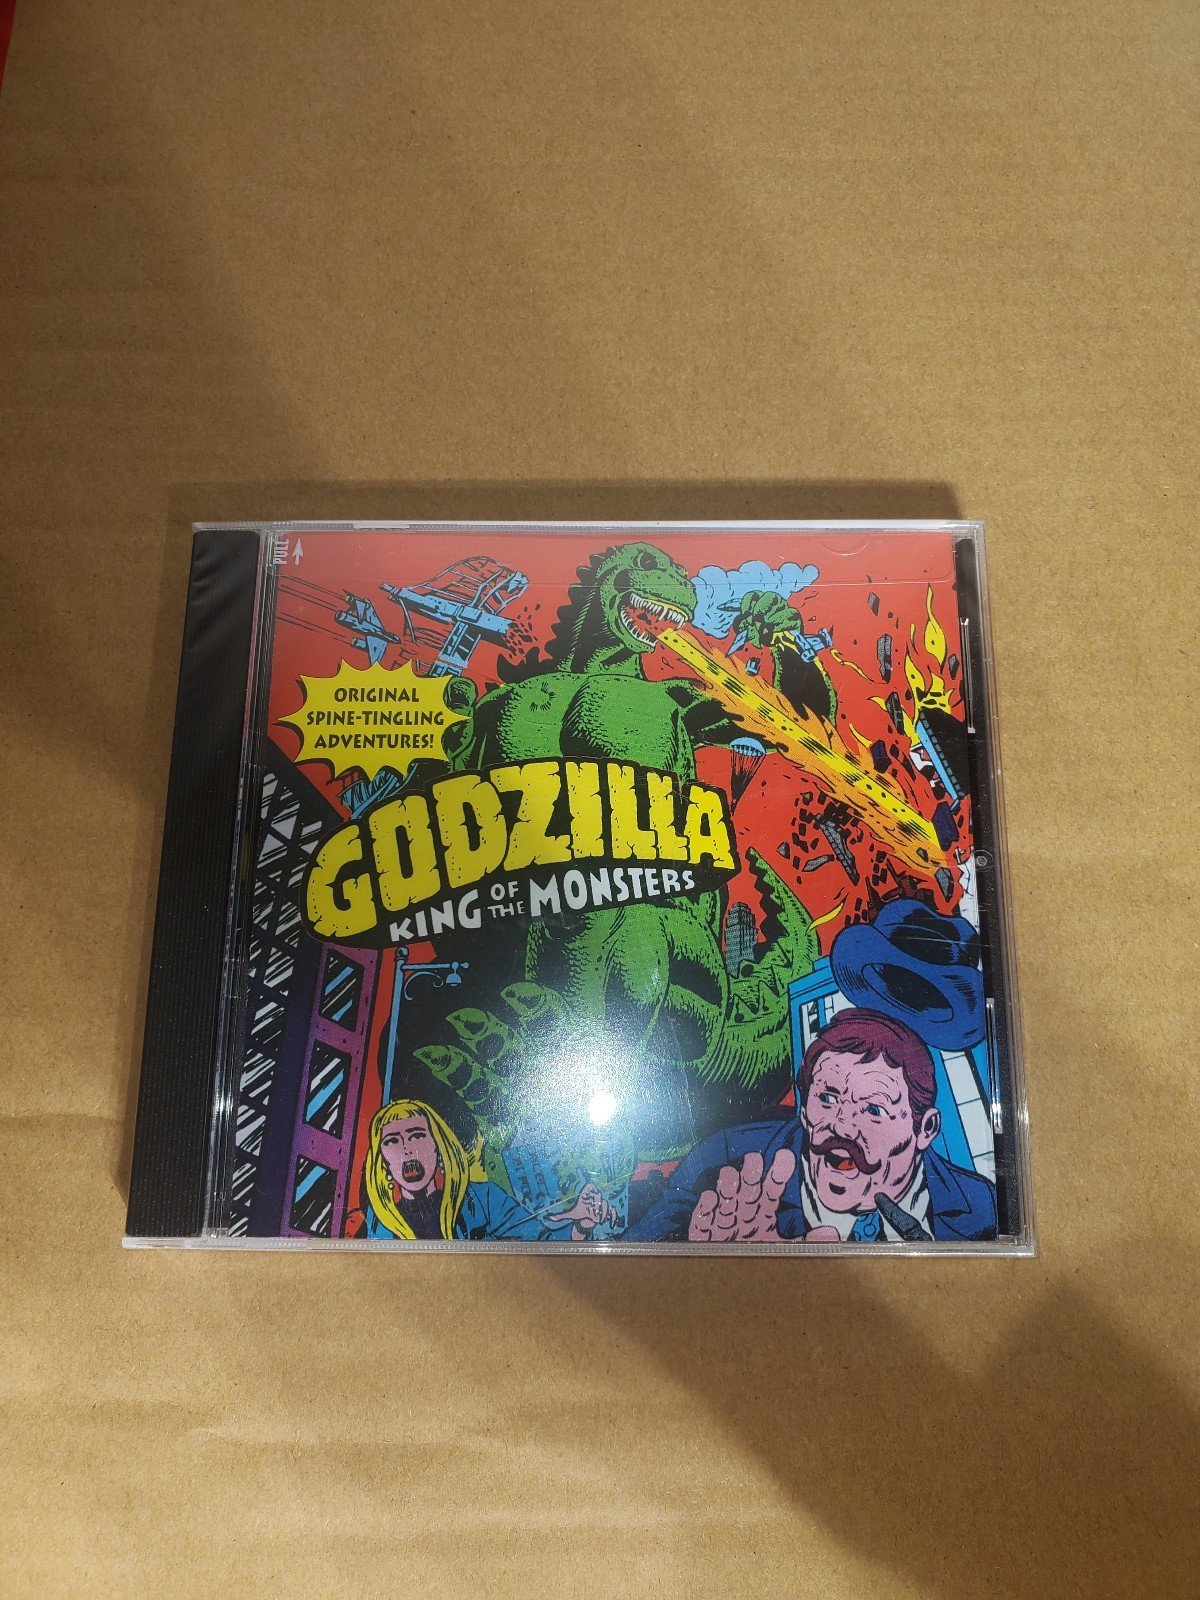 PULL
ORIGINAL
SPINE-TINGLING
ADVENTURES!
GODZILLA
KING OF THE MONSTERS